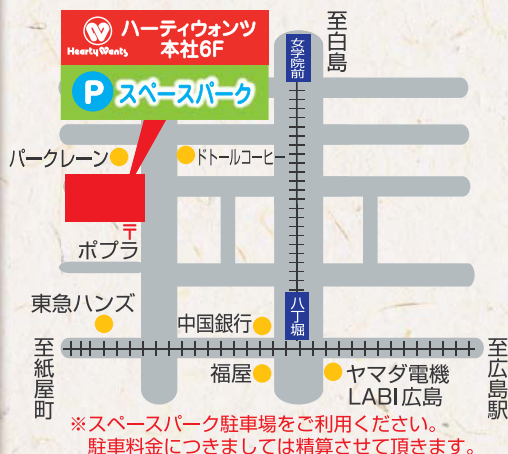 ハーティウォンツ
本社6F
Hearty Wants
P スペースパーク
至白島
女学院前
パークレーン
ドトールコーヒー
〒
ポプラ
東急ハンズ
中国銀行
八丁堀
至紙屋町
至広島駅
福屋
ヤマダ電機
LABI広島
※スペースパーク駐車場をご利用ください。
駐車料金につきましては精算させて頂きます。